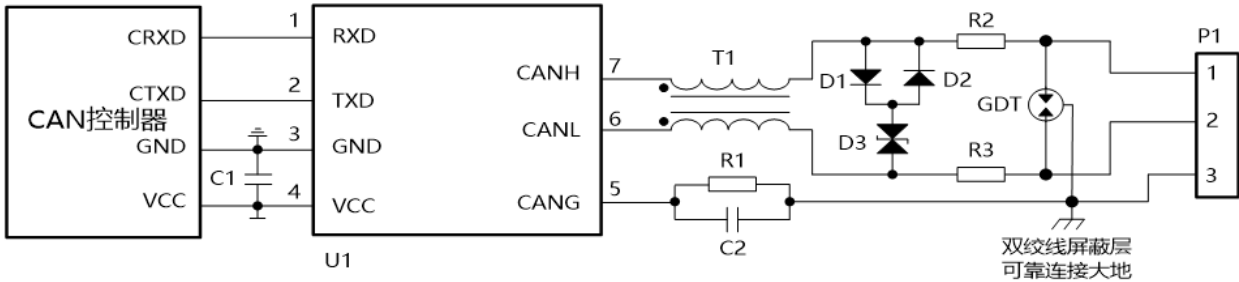 CAN控制器
CRXD
CTXD
GND
VCC
C1
1
2
3
4
RXD
TXD
GND
VCC
CANH
CANL
CANG
U1
7
6
5
T1
R1
C2
D1
D2
D3
R2
R3
GDT
P1
1
2
3
双绞线屏蔽层
可靠连接大地